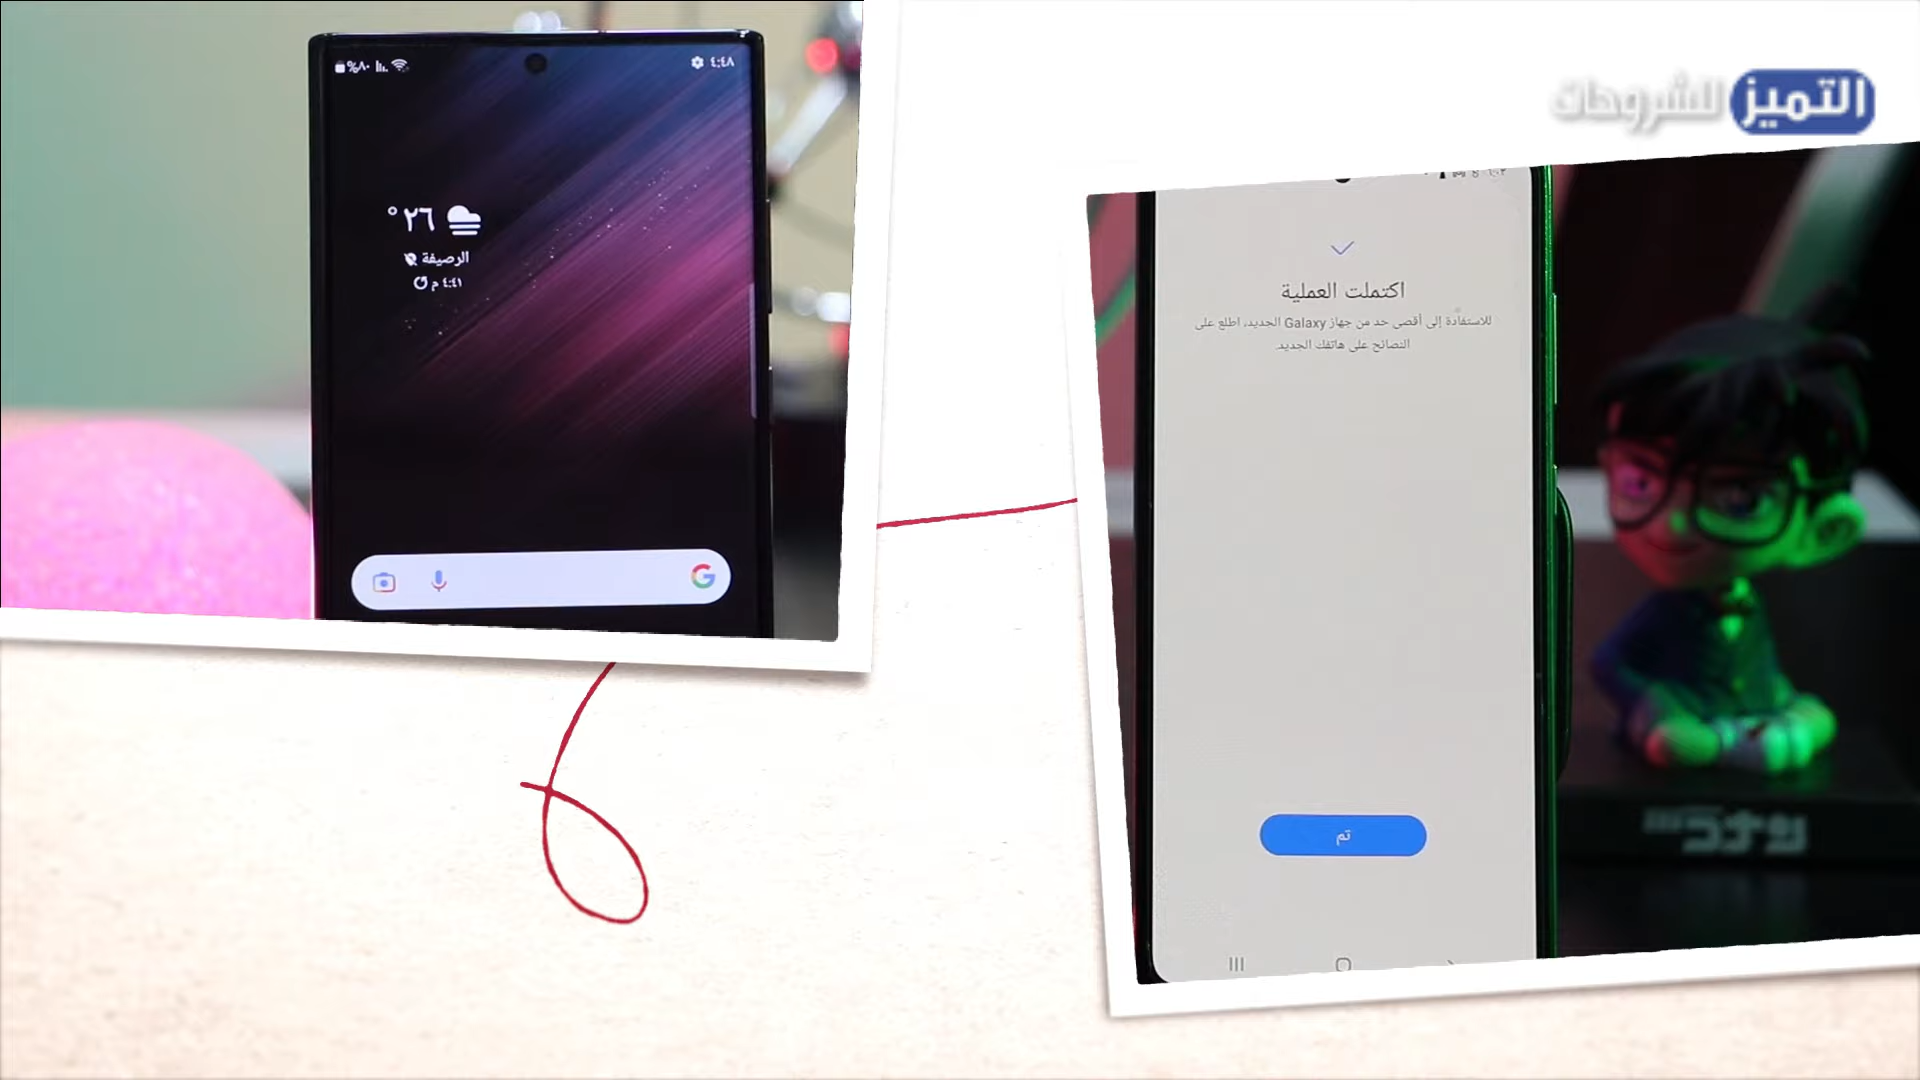 التميز للشروحات
٪٨٠
٤:٤٨
٢٦°
الرصيفة
٤:٤١ م
اكتملت العملية
للاستفادة إلى أقصى حد من جهاز Galaxy الجديد، اطلع على
النصائح على هاتفك الجديد.
تم